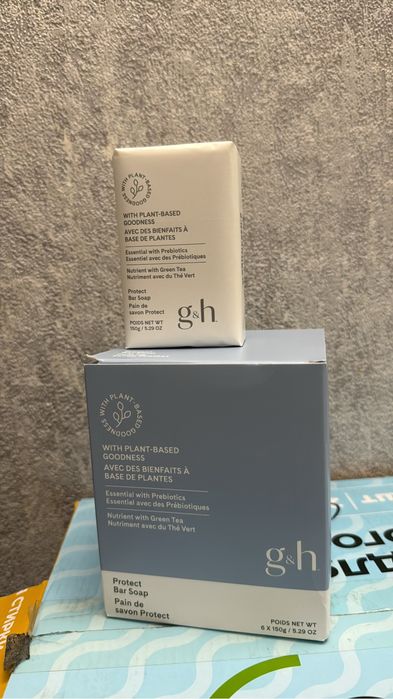 WITH PLANT-BASED GOODNESS
WITH PLANT-BASED
GOODNESS
AVEC DES BIENFAITS À
BASE DE PLANTES
Essential with Prebiotics
Essentiel avec des Prébiotiques
Nutrient with Green Tea
Nutriment avec du Thé Vert
Protect
Bar Soap
Pain de
savon Protect
POIDS NET WT
150g / 5.29 OZ
g&h
WITH PLANT-BASED GOODNESS
WITH PLANT-BASED
GOODNESS
AVEC DES BIENFAITS À
BASE DE PLANTES
Essential with Prebiotics
Essentiel avec des Prébiotiques
Nutrient with Green Tea
Nutriment avec du Thé Vert
g&h
Protect
Bar Soap
Pain de
savon Protect
POIDS NET WT
6 X 150g / 5.29 OZ